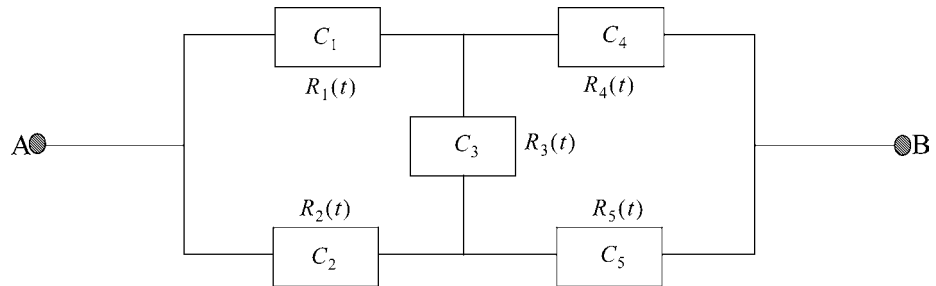 C₁
C₄
R₁(t)
R₄(t)
A
C₃
R₃(t)
B
R₂(t)
R₅(t)
C₂
C₅